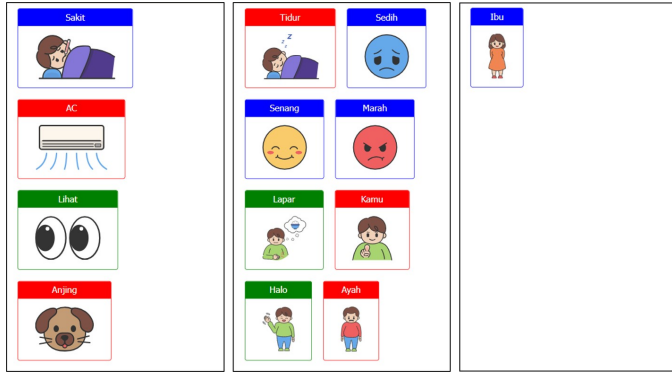 Sakit
AC
Lihat
Anjing
Tidur
Sedih
Senang
Marah
Lapar
Kamu
Halo
Ayah
Ibu